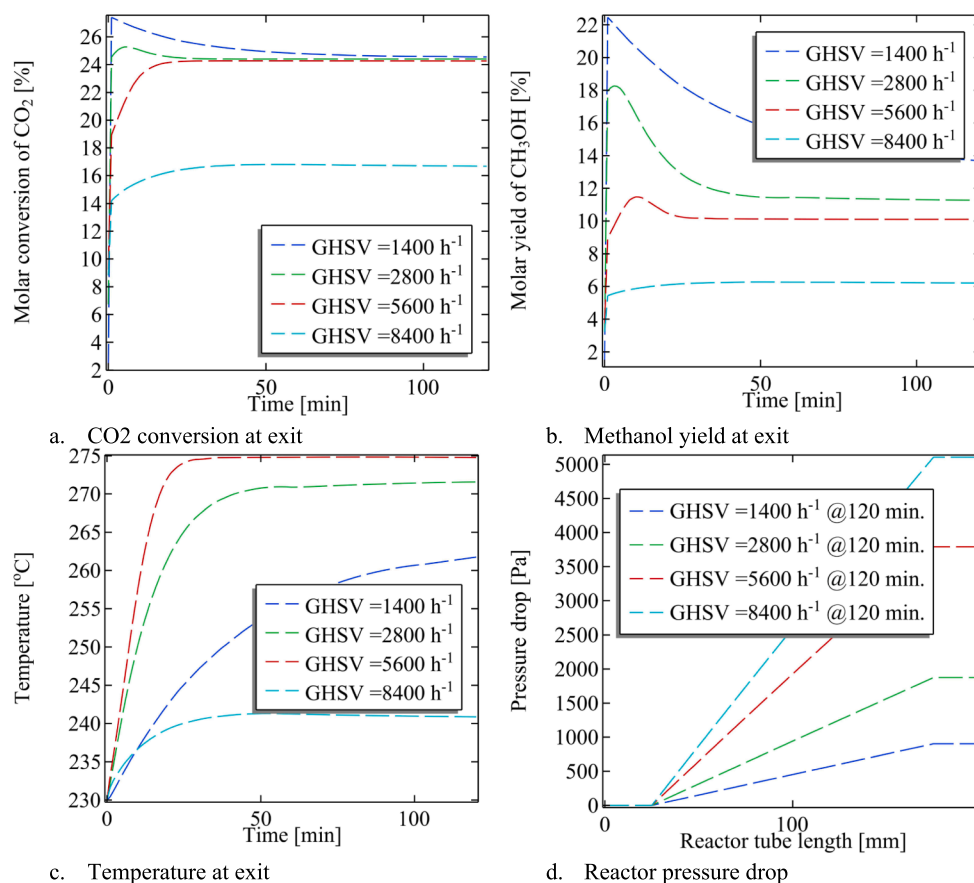 Molar conversion of CO₂ [%]
26
24
22
20
18
16
14
12
10
8
6
4
2
GHSV =1400 h⁻¹
GHSV =2800 h⁻¹
GHSV =5600 h⁻¹
GHSV =8400 h⁻¹
0 50 100
Time [min]
a. CO2 conversion at exit
Molar yield of CH₃OH [%]
22
20
18
16
14
12
10
8
6
4
2
GHSV =1400 h⁻¹
GHSV =2800 h⁻¹
GHSV =5600 h⁻¹
GHSV =8400 h⁻¹
0 50 100
Time [min]
b. Methanol yield at exit
Temperature [ºC]
275
270
265
260
255
250
245
240
235
230
GHSV =1400 h⁻¹
GHSV =2800 h⁻¹
GHSV =5600 h⁻¹
GHSV =8400 h⁻¹
0 50 100
Time [min]
c. Temperature at exit
Pressure drop [Pa]
5000
4500
4000
3500
3000
2500
2000
1500
1000
500
0
GHSV =1400 h⁻¹ @120 min.
GHSV =2800 h⁻¹ @120 min.
GHSV =5600 h⁻¹ @120 min.
GHSV =8400 h⁻¹ @120 min.
0 100
Reactor tube length [mm]
d. Reactor pressure drop